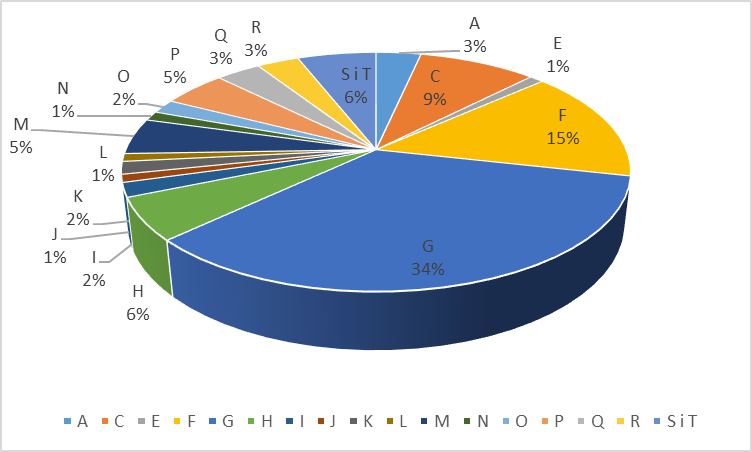 A
3%
C
9%
E
1%
F
15%
G
34%
H
6%
I
2%
J
1%
K
2%
L
1%
M
5%
N
1%
O
2%
P
5%
Q
3%
R
3%
S i T
6%
A C E F G H I J K L M N O P Q R S i T